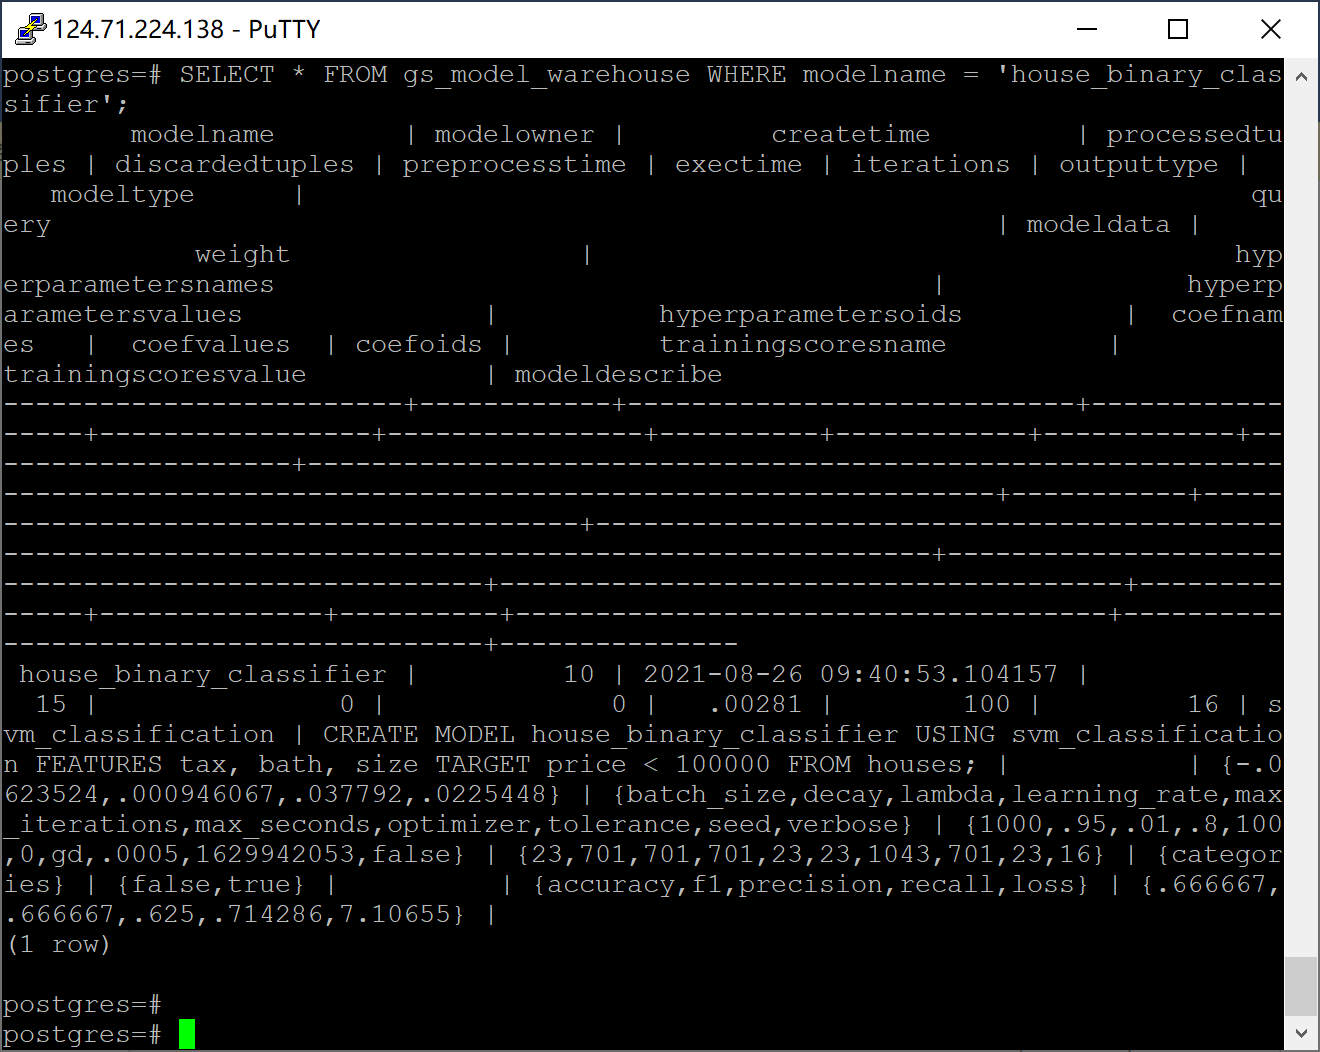 124.71.224.138 - PuTTY
postgres=# SELECT * FROM gs_model_warehouse WHERE modelname = 'house_binary_clas
sifier';
        modelname         | modelowner |         createtime         | processedtu
ples | discardedtuples | preprocesstime | exectime | iterations | outputtype |
   modeltype      |                                                           qu
ery                                                           | modeldata |
            weight                  |                                        hyp
erparametersnames                                         |               hyperp
arametersvalues               |          hyperparametersoids          |  coefnam
es   |  coefvalues  | coefoids |         trainingscoresname          |
trainingscoresvalue           | modeldescribe
-------------------------+------------+----------------------------+------------
-----+-----------------+----------------+----------+------------+------------+--
------------------+-------------------------------------------------------------
--------------------------------------------------------------+-----------+-----
------------------------------------+-------------------------------------------
----------------------------------------------------------+---------------------
------------------------------+---------------------------------------+---------
-----+--------------+----------+-------------------------------------+----------
------------------------------+---------------
 house_binary_classifier |         10 | 2021-08-26 09:40:53.104157 |
  15 |               0 |              0 |   .00281 |        100 |         16 | s
vm_classification | CREATE MODEL house_binary_classifier USING svm_classificatio
n FEATURES tax, bath, size TARGET price < 100000 FROM houses; |           | {-.0
623524,.000946067,.037792,.0225448} | {batch_size,decay,lambda,learning_rate,max
_iterations,max_seconds,optimizer,tolerance,seed,verbose} | {1000,.95,.01,.8,100
,0,gd,.0005,1629942053,false} | {23,701,701,701,23,23,1043,701,23,16} | {categor
ies} | {false,true} |          | {accuracy,f1,precision,recall,loss} | {.666667,
.666667,.625,.714286,7.10655} |
(1 row)
postgres=#
postgres=#